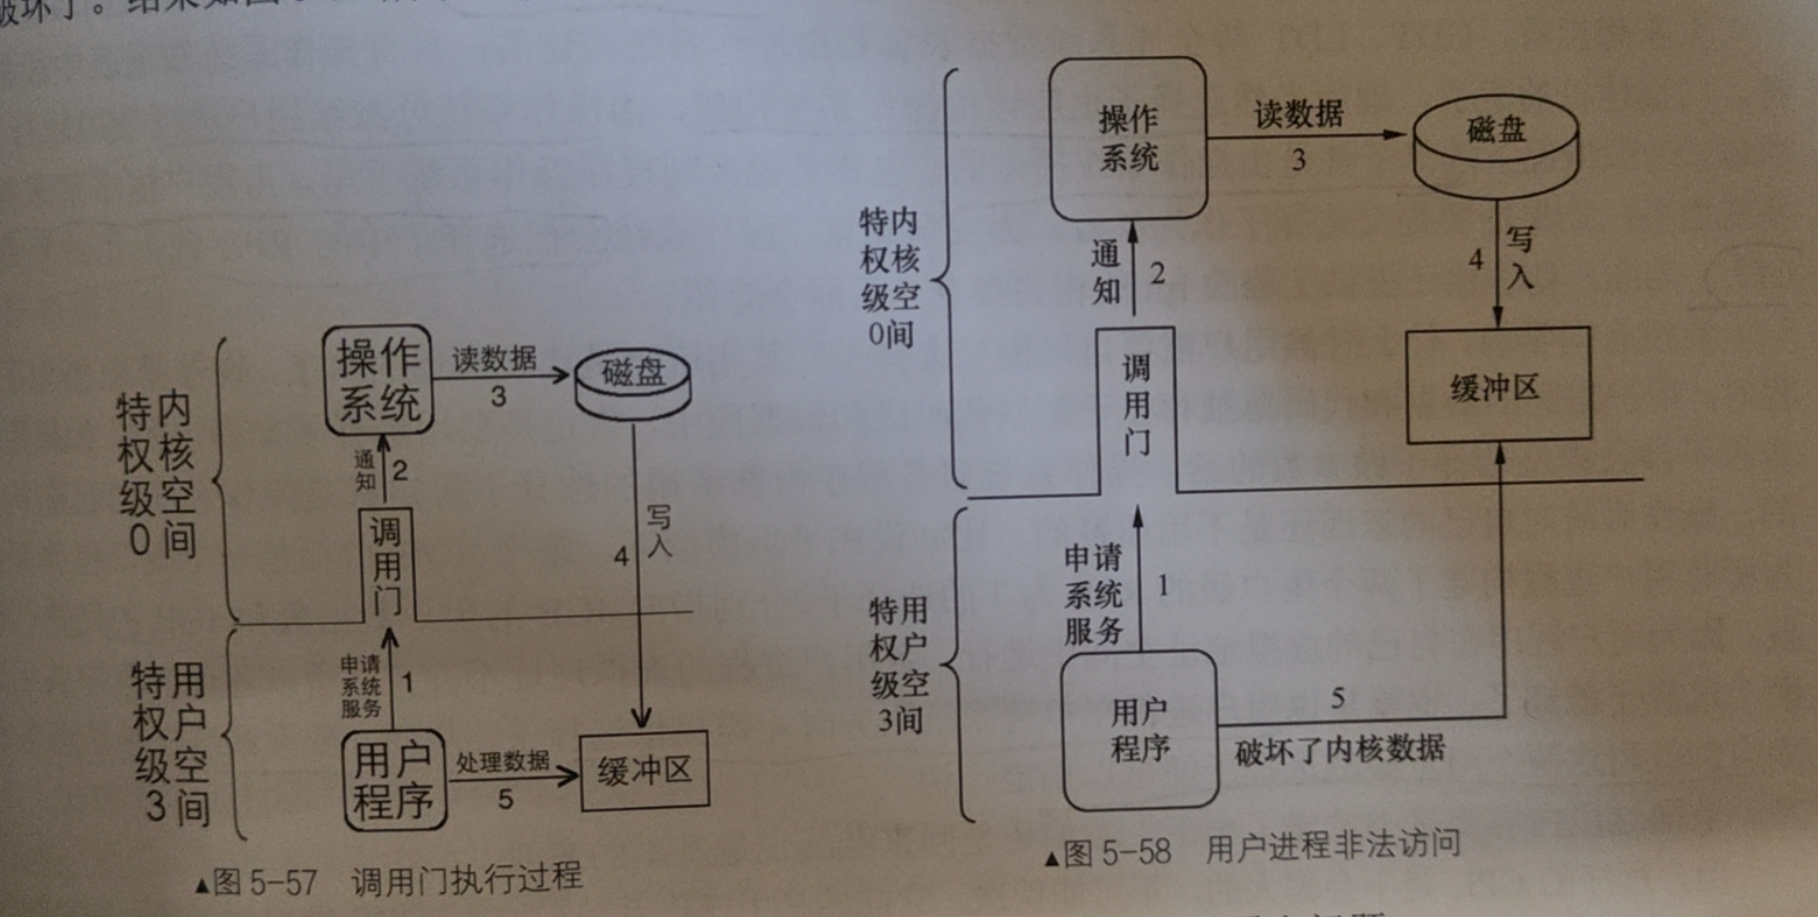 破坏了。结果如图
特内
权核
级空
0间
操作
系统
读数据
3
磁盘
通知
2
调用门
写入
4
申请
系统
服务
1
特用
权户
级空
3间
用户
程序
处理数据
5
缓冲区
▲图 5-57 调用门执行过程
特内
权核
级空
0间
操作
系统
读数据
3
磁盘
通知
2
写入
4
调用门
缓冲区
申请
系统
服务
1
特用
权户
级空
3间
用户
程序
5
破坏了内核数据
▲图 5-58 用户进程非法访问